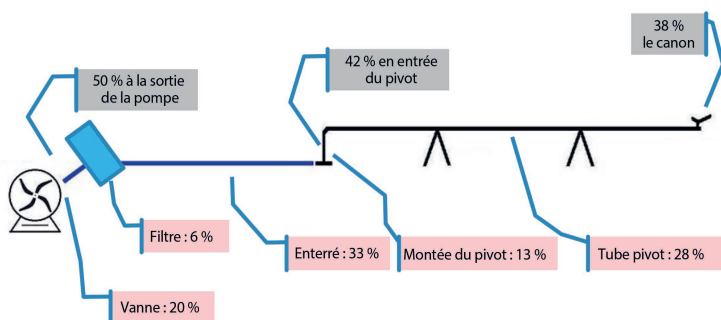 38 %
le canon
42 % en entrée
du pivot
50 % à la sortie
de la pompe
Filtre : 6 %
Enterré : 33 %
Montée du pivot : 13 %
Tube pivot : 28 %
Vanne : 20 %